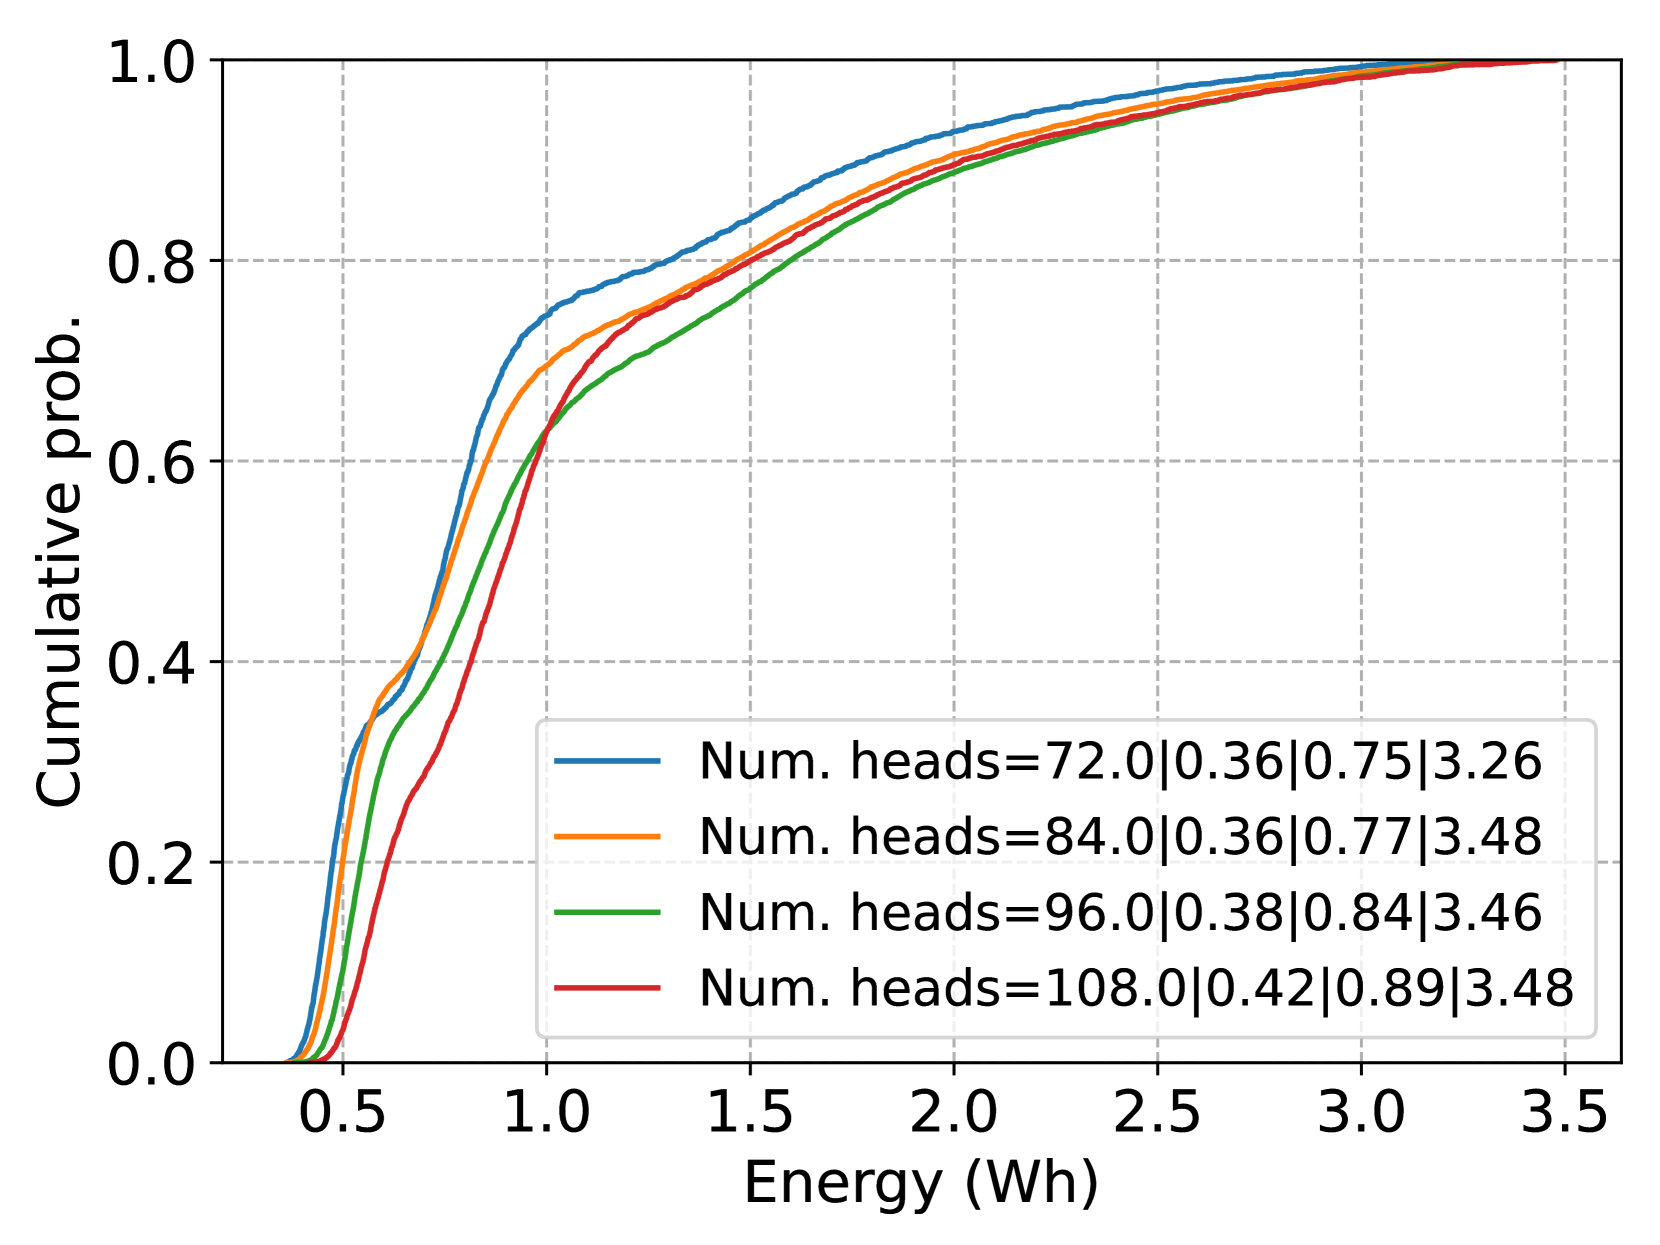 1.0
0.8
0.6
0.4
0.2
0.0
Cumulative prob.
Num. heads=72.0|0.36|0.75|3.26
Num. heads=84.0|0.36|0.77|3.48
Num. heads=96.0|0.38|0.84|3.46
Num. heads=108.0|0.42|0.89|3.48
0.5 1.0 1.5 2.0 2.5 3.0 3.5
Energy (Wh)